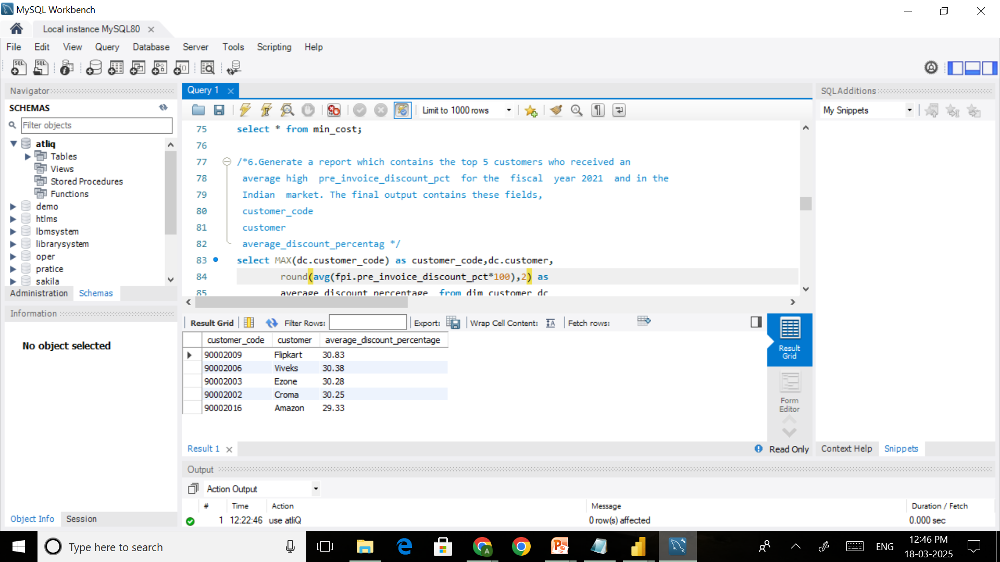 MySQL Workbench
Local instance MySQL80
File Edit View Query Database Server Tools Scripting Help
Navigator
SCHEMAS
Filter objects
atliq
Tables
Views
Stored Procedures
Functions
demo
htlms
lbmsystem
librarysystem
oper
pratice
sakila
Administration Schemas
Information
No object selected
Object Info Session
Query 1
Limit to 1000 rows
75 select * from min_cost;
76
77 /*6.Generate a report which contains the top 5 customers who received an
78 average high pre_invoice_discount_pct for the fiscal year 2021 and in the
79 Indian market. The final output contains these fields,
80 customer_code
81 customer
82 average_discount_percentag */
83 select MAX(dc.customer_code) as customer_code,dc.customer,
84 round(avg(fpi.pre_invoice_discount_pct*100),2) as
85 average_discount_percentage from dim_customer dc
Result Grid Filter Rows: Export: Wrap Cell Content: Fetch rows:
customer_code customer average_discount_percentage
90002009 Flipkart 30.83
90002006 Viveks 30.38
90002003 Ezone 30.28
90002002 Croma 30.25
90002016 Amazon 29.33
Result Grid
Form Editor
Result 1
Read Only
SQLAdditions
My Snippets
Context Help Snippets
Output
Action Output
# Time Action Message Duration / Fetch
1 12:22:46 use atliQ 0 row(s) affected 0.000 sec
Type here to search
ENG
12:46 PM
18-03-2025